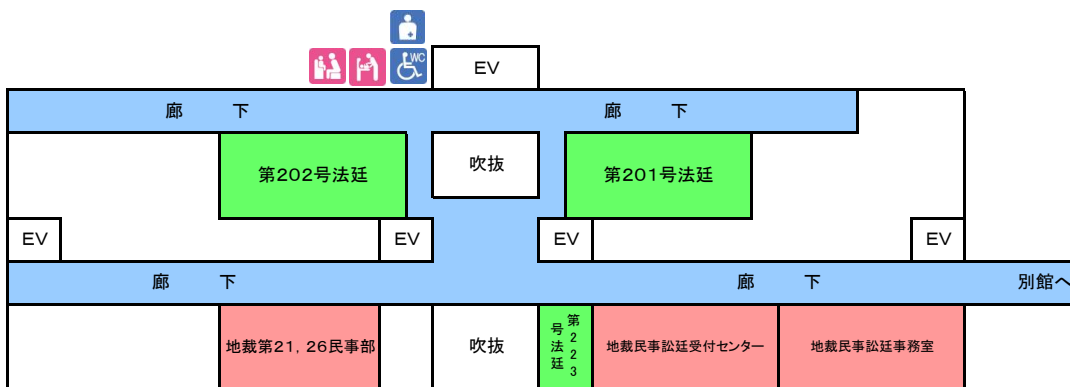 WC
EV
廊　下
廊　下
第２０２号法廷
吹抜
第２０１号法廷
EV
EV
EV
EV
廊　下
廊　下
別館へ
地裁第２１，２６民事部
吹抜
第２２３
号法廷
地裁民事訟廷受付センター
地裁民事訟廷事務室